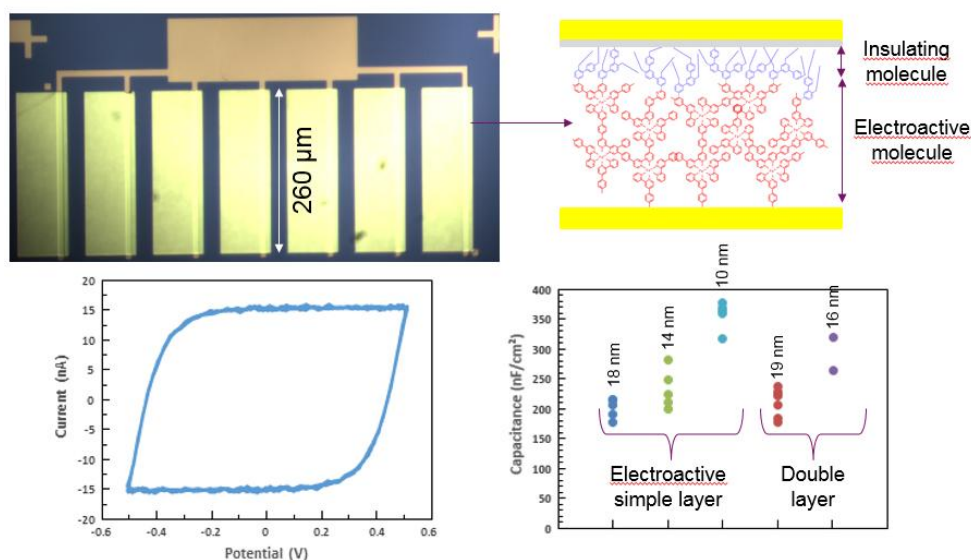 260 µm
Insulating
molecule
Electroactive
molecule
Current (nA)
20
15
10
5
0
-5
-10
-15
-20
-0.6
-0.4
-0.2
0
0.2
0.4
0.6
Potential (V)
Capacitance (nF/cm²)
400
350
300
250
200
150
100
50
0
18 nm
14 nm
10 nm
19 nm
16 nm
Electroactive
simple layer
Double
layer